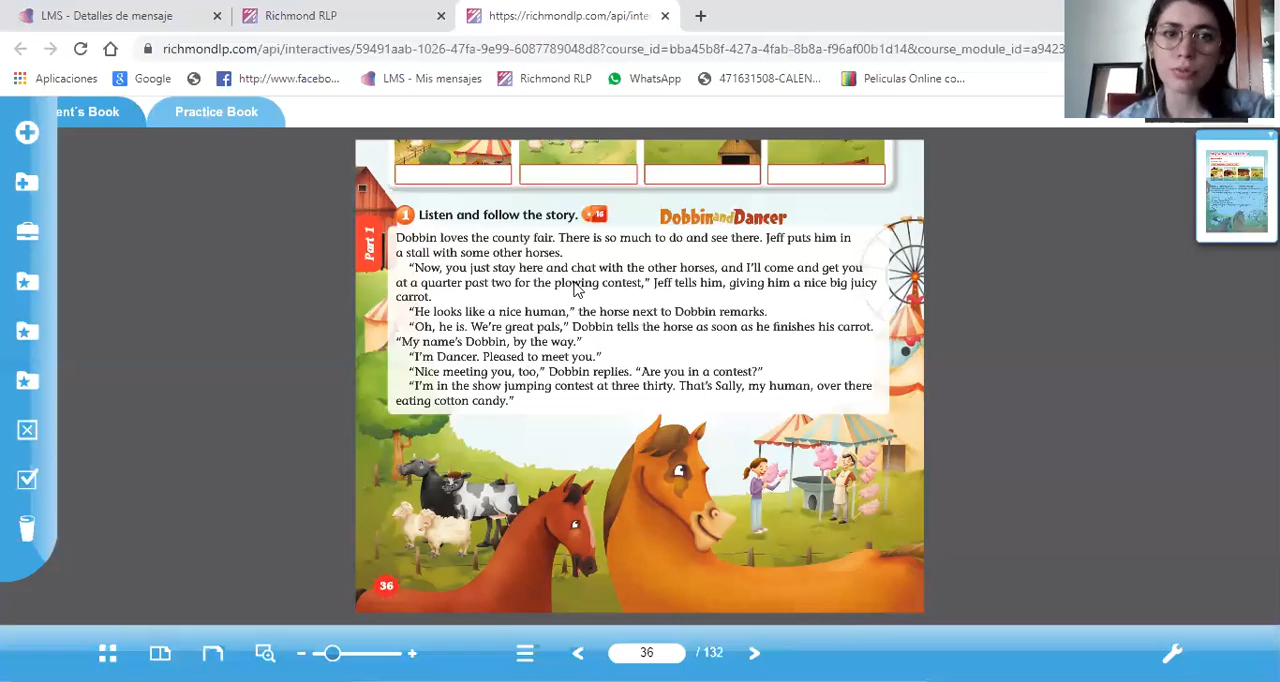 LMS - Detalles de mensaje
Richmond RLP
https://richmondlp.com/api/inte
richmondlp.com/api/interactives/59491aab-1026-47fa-9e99-6087789048d8?course_id=bba45b8f-427a-4fab-8b8a-f96af00b1d14&course_module_id=a9423
Aplicaciones
Google
http://www.facebo...
LMS - Mis mensajes
Richmond RLP
WhatsApp
471631508-CALEN...
Peliculas Online co...
ent's Book
Practice Book
Part 1
1 Listen and follow the story. 16
Dobbin and Dancer
Dobbin loves the county fair. There is so much to do and see there. Jeff puts him in
a stall with some other horses.
“Now, you just stay here and chat with the other horses, and I'll come and get you
at a quarter past two for the plowing contest,” Jeff tells him, giving him a nice big juicy
carrot.
“He looks like a nice human,” the horse next to Dobbin remarks.
“Oh, he is. We're great pals,” Dobbin tells the horse as soon as he finishes his carrot.
“My name's Dobbin, by the way.”
“I'm Dancer. Pleased to meet you.”
“Nice meeting you, too,” Dobbin replies. “Are you in a contest?”
“I'm in the show jumping contest at three thirty. That's Sally, my human, over there
eating cotton candy.”
36
36 / 132